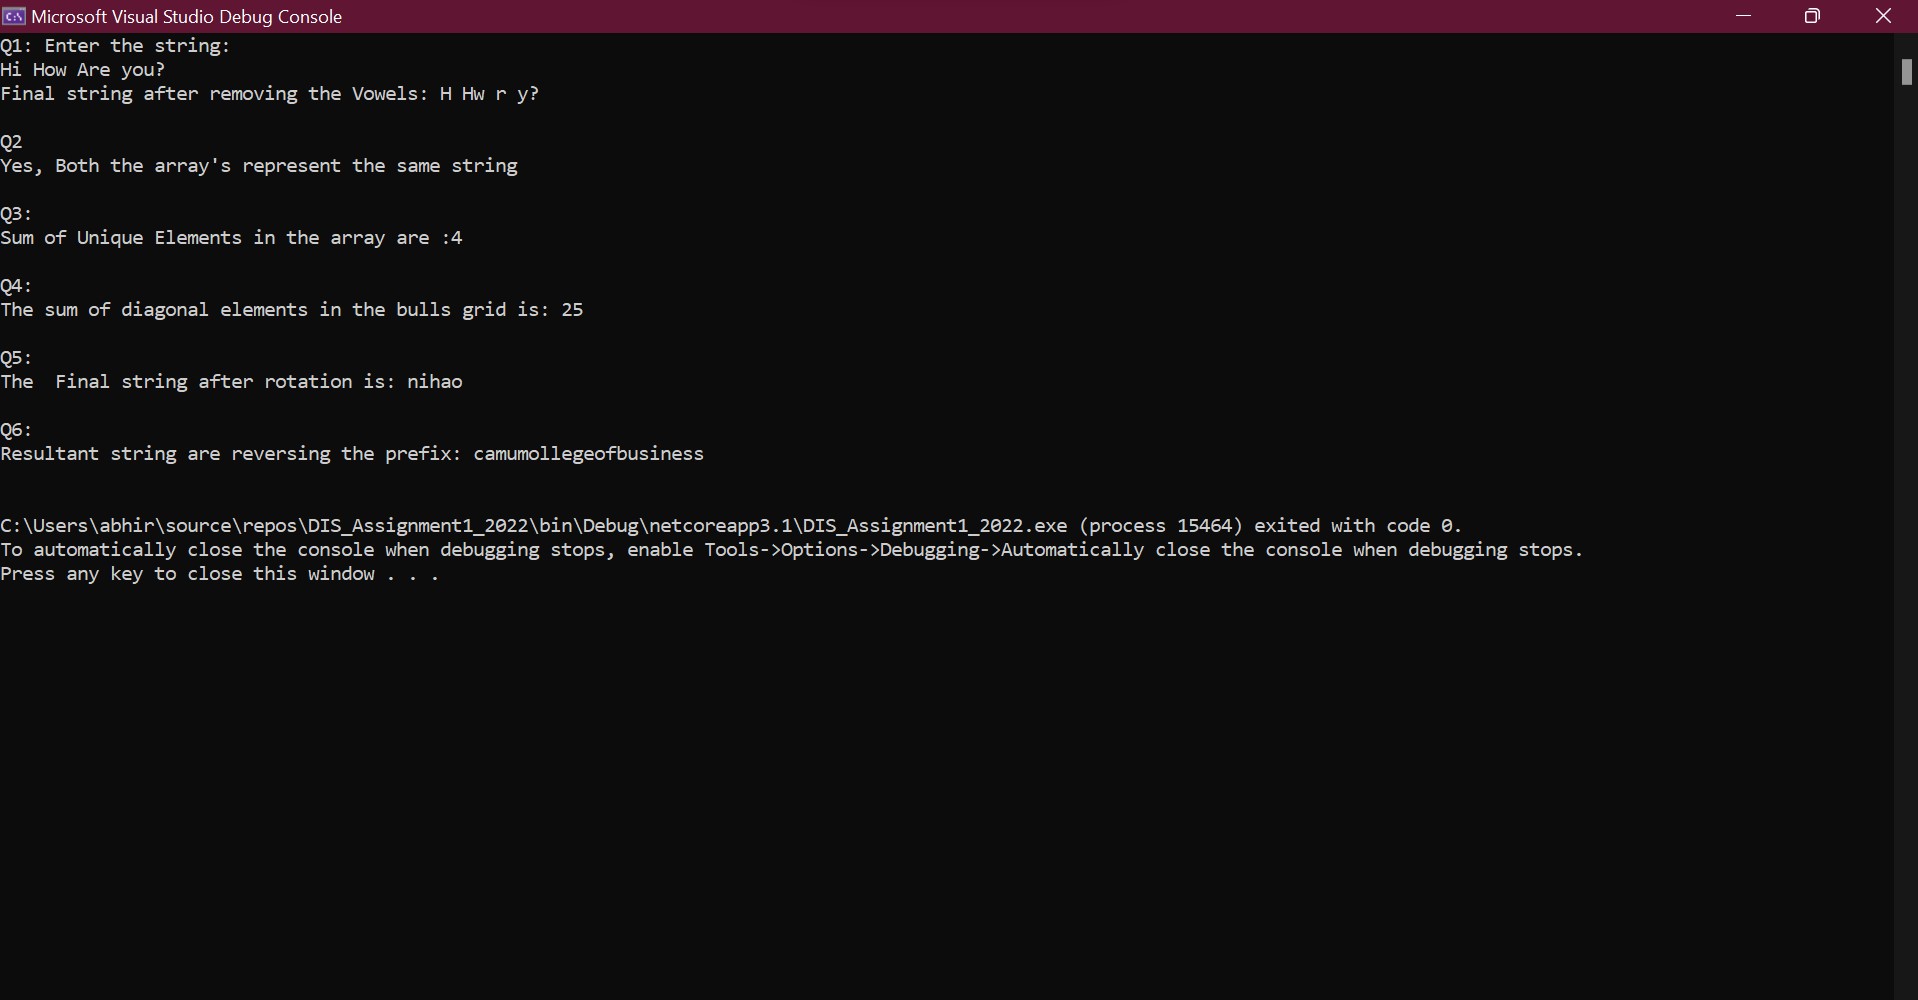 Microsoft Visual Studio Debug Console
Q1: Enter the string:
Hi How Are you?
Final string after removing the Vowels: H Hw r y?
Q2
Yes, Both the array's represent the same string
Q3:
Sum of Unique Elements in the array are :4
Q4:
The sum of diagonal elements in the bulls grid is: 25
Q5:
The  Final string after rotation is: nihao
Q6:
Resultant string are reversing the prefix: camumollegeofbusiness
C:\Users\abhir\source\repos\DIS_Assignment1_2022\bin\Debug\netcoreapp3.1\DIS_Assignment1_2022.exe (process 15464) exited with code 0.
To automatically close the console when debugging stops, enable Tools->Options->Debugging->Automatically close the console when debugging stops.
Press any key to close this window . . .